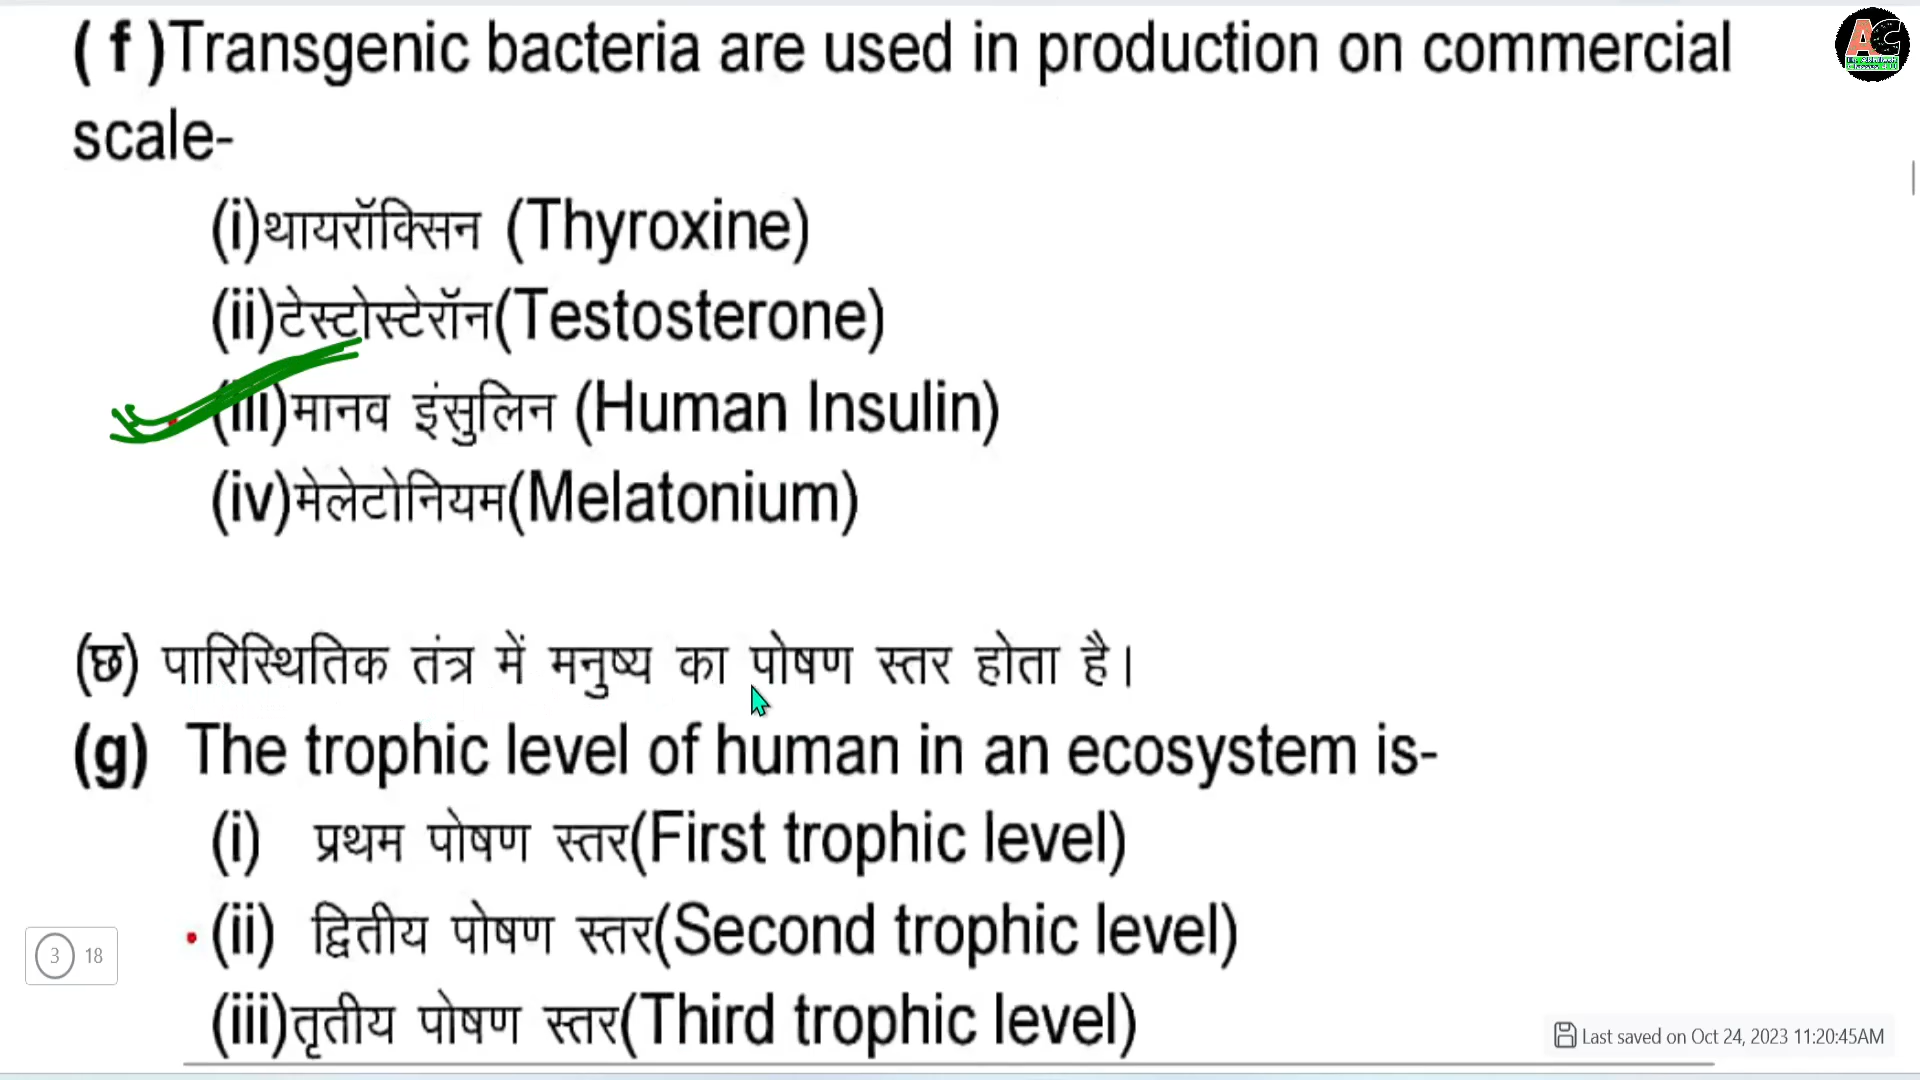 ( f )Transgenic bacteria are used in production on commercial
scale-
(i)थायरॉक्सिन (Thyroxine)
(ii)टेस्टोस्टेरॉन(Testosterone)
(iii)मानव इंसुलिन (Human Insulin)
(iv)मेलेटोनियम(Melatonium)
(छ) पारिस्थितिक तंत्र में मनुष्य का पोषण स्तर होता है।
(g) The trophic level of human in an ecosystem is-
(i) प्रथम पोषण स्तर(First trophic level)
(ii) द्वितीय पोषण स्तर(Second trophic level)
(iii)तृतीय पोषण स्तर(Third trophic level)
3 18
Last saved on Oct 24, 2023 11:20:45AM
AC